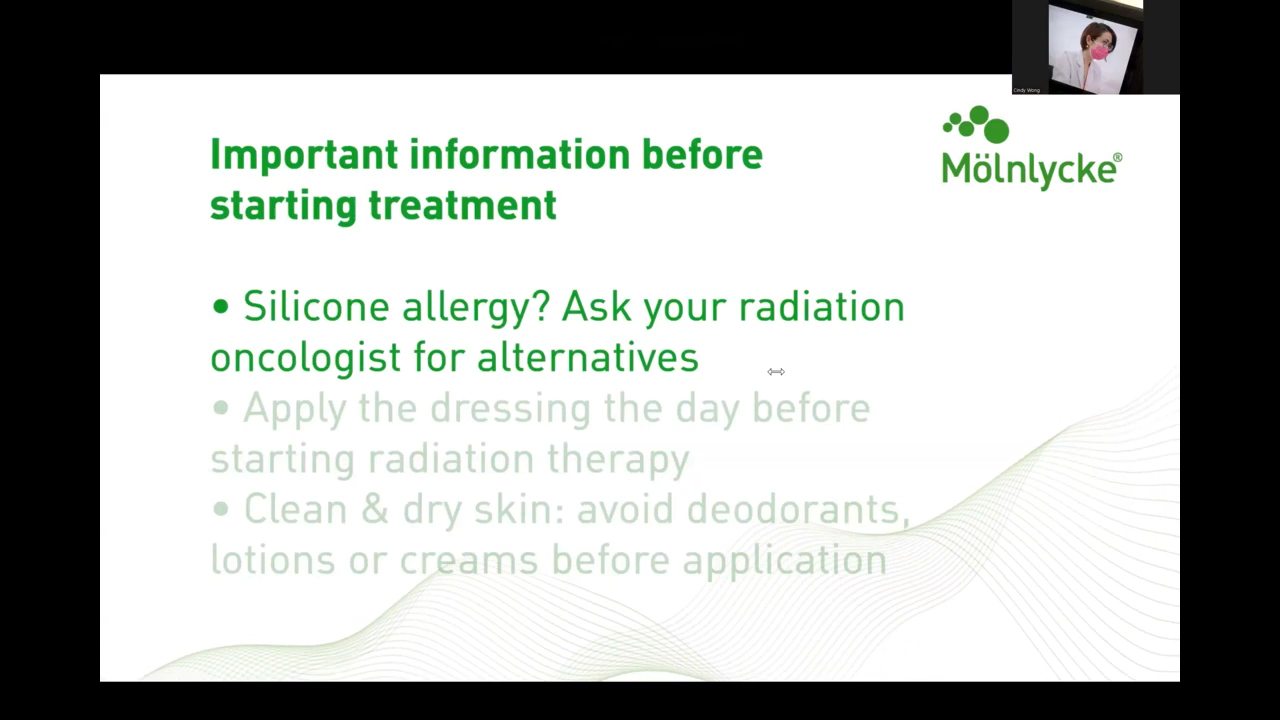 Cindy Wong
Mölnlycke®
Important information before
starting treatment
• Silicone allergy? Ask your radiation
oncologist for alternatives
• Apply the dressing the day before
starting radiation therapy
• Clean & dry skin: avoid deodorants,
lotions or creams before application